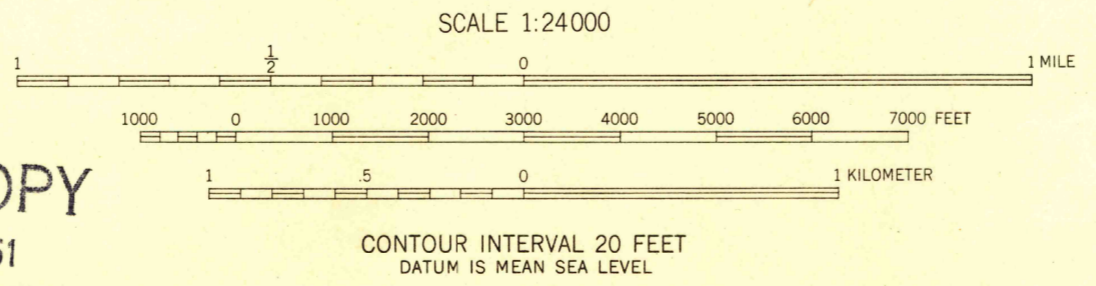 SCALE 1:24000
1 1/2 0 1 MILE
1000 0 1000 2000 3000 4000 5000 6000 7000 FEET
1 .5 0 1 KILOMETER
CONTOUR INTERVAL 20 FEET
DATUM IS MEAN SEA LEVEL